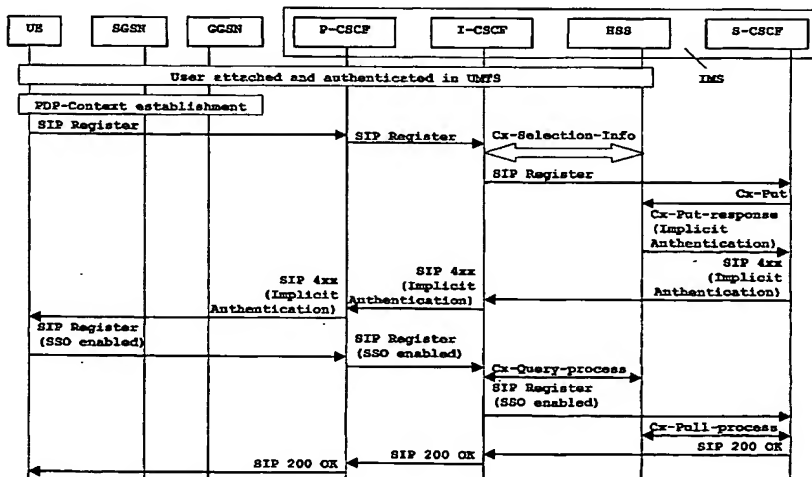 UE
SGSN
GGSN
P-CSCF
I-CSCF
HSS
S-CSCF
User attached and authenticated in UMTS
IMS
PDP-Context establishment
SIP Register
SIP Register
Cx-Selection-Info
SIP Register
Cx-Put
Cx-Put-response
(Implicit
Authentication)
SIP 4xx
(Implicit
Authentication)
SIP 4xx
(Implicit
Authentication)
SIP 4xx
(Implicit
Authentication)
SIP Register
(SSO enabled)
SIP Register
(SSO enabled)
Cx-Query-process
SIP Register
(SSO enabled)
Cx-Pull-process
SIP 200 OK
SIP 200 OK
SIP 200 OK